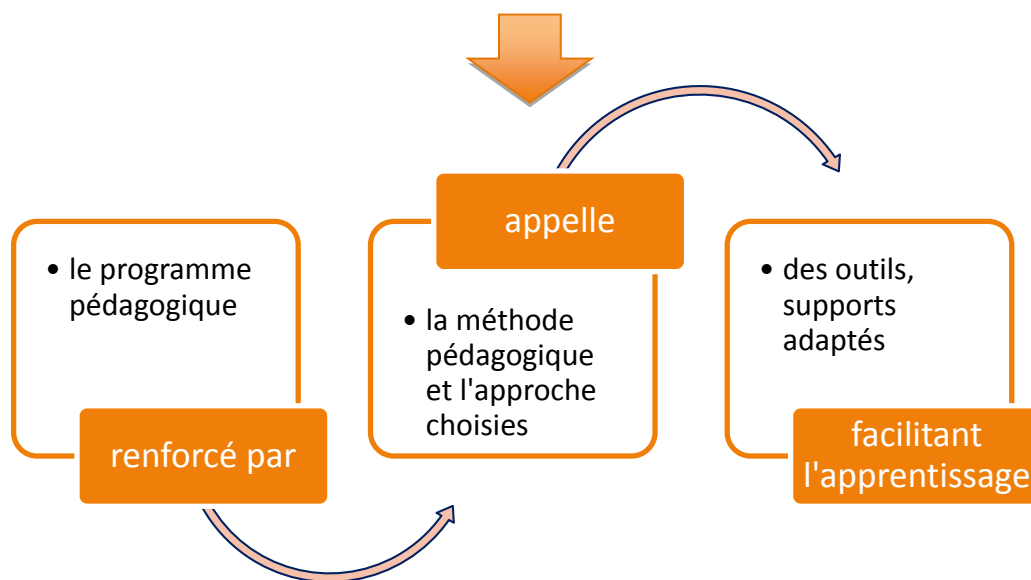 • le programme
pédagogique
renforcé par
appelle
• la méthode
pédagogique
et l'approche
choisies
• des outils,
supports
adaptés
facilitant
l'apprentissage